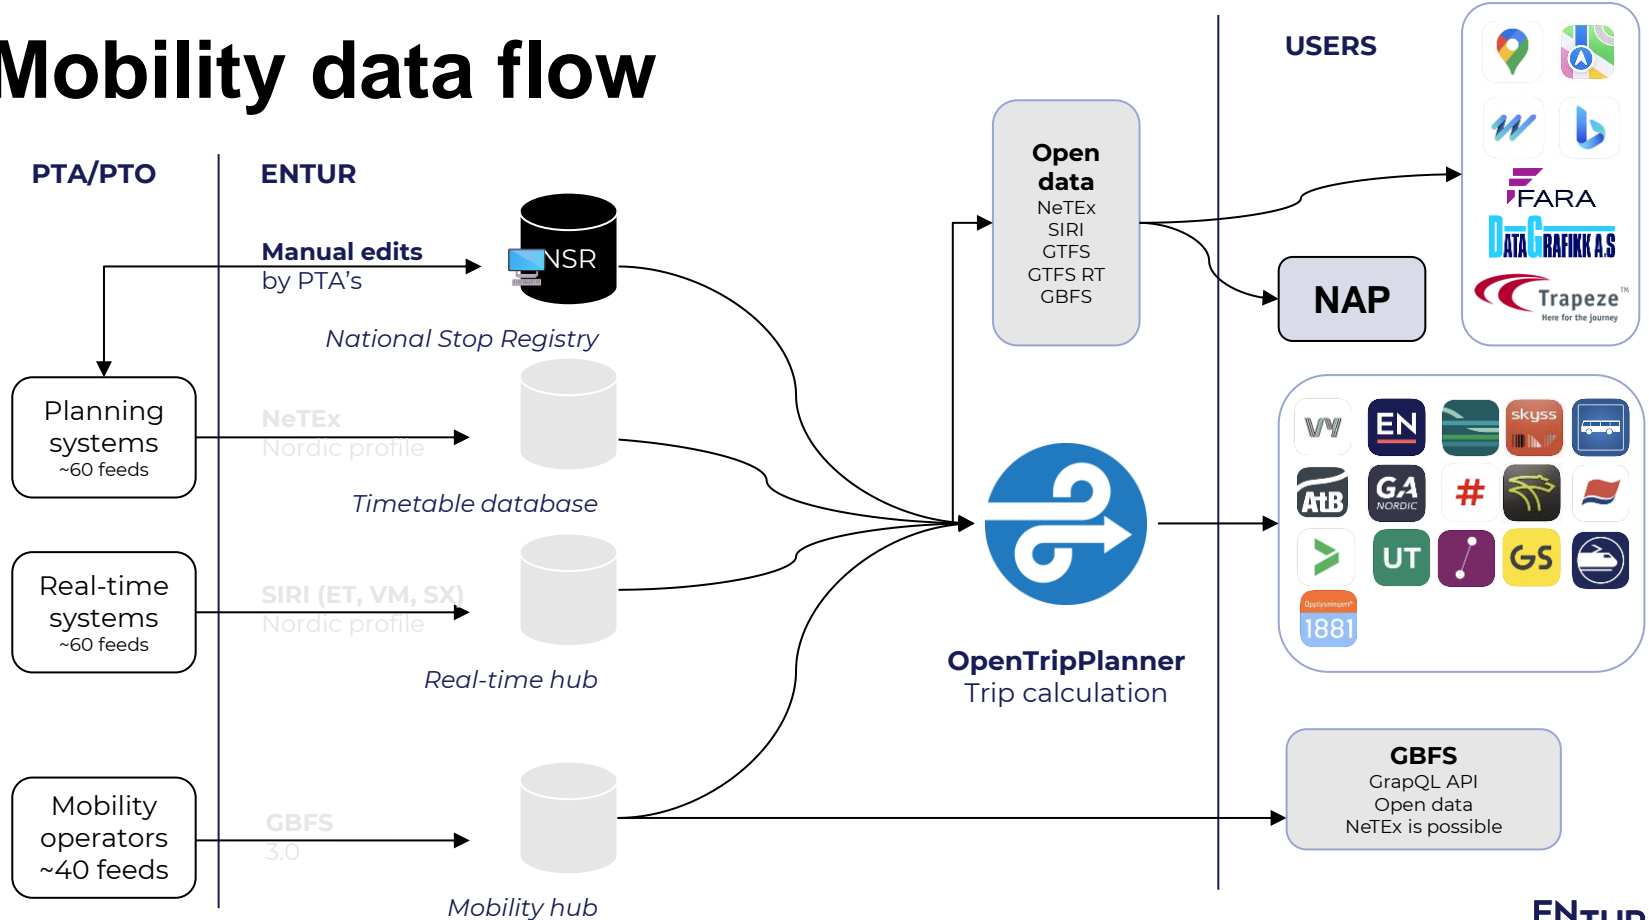 Mobility data flow
PTA/PTO
ENTUR
USERS
Manual edits
by PTA's
NSR
National Stop Registry
Planning
systems
~60 feeds
NeTEx
Nordic profile
Timetable database
Real-time
systems
~60 feeds
SIRI (ET, VM, SX)
Nordic profile
Real-time hub
Mobility
operators
~40 feeds
GBFS
3.0
Mobility hub
Open
data
NeTEx
SIRI
GTFS
GTFS RT
GBFS
OpenTripPlanner
Trip calculation
FARA
DATAGRAFIKK A.S
Trapeze™
Here for the journey
NAP
VY
EN
skyss
AtB
GA
NORDIC
#
UT
GS
Opplysningen®
1881
GBFS
GrapQL API
Open data
NeTEx is possible
ENTUR